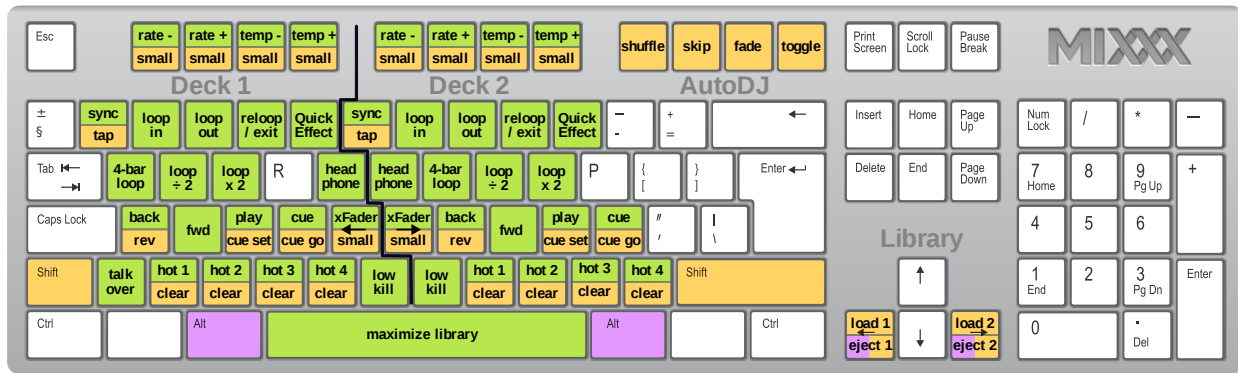 Esc
rate -
small
rate +
small
temp -
small
temp +
small
rate -
small
rate +
small
temp -
small
temp +
small
shuffle
skip
fade
toggle
Print
Screen
Scroll
Lock
Pause
Break
MIXXX
Deck 1
Deck 2
AutoDJ
±
§
sync
tap
loop
in
loop
out
reloop
/ exit
Quick
Effect
sync
tap
loop
in
loop
out
reloop
/ exit
Quick
Effect
–
-
+
=
←
Insert
Home
Page
Up
Num
Lock
/
*
—
Tab
4-bar
loop
loop
÷ 2
loop
x 2
R
head
phone
head
phone
4-bar
loop
loop
÷ 2
loop
x 2
P
{
[
}
]
Enter
Delete
End
Page
Down
7
Home
8
9
Pg Up
+
Caps Lock
back
rev
fwd
play
cue set
cue
cue go
xFader
←
small
xFader
→
small
back
rev
fwd
play
cue set
cue
cue go
"
'
|
\
Library
4
5
6
Shift
talk
over
hot 1
clear
hot 2
clear
hot 3
clear
hot 4
clear
low
kill
low
kill
hot 1
clear
hot 2
clear
hot 3
clear
hot 4
clear
Shift
↑
1
End
2
3
Pg Dn
Enter
Ctrl
Alt
maximize library
Alt
Ctrl
load 1
←
eject 1
↓
load 2
→
eject 2
0
.
Del